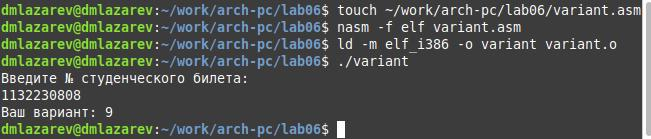 dmlazarev@dmlazarev:~/work/arch-pc/lab06$ touch ~/work/arch-pc/lab06/variant.asm
dmlazarev@dmlazarev:~/work/arch-pc/lab06$ nasm -f elf variant.asm
dmlazarev@dmlazarev:~/work/arch-pc/lab06$ ld -m elf_i386 -o variant variant.o
dmlazarev@dmlazarev:~/work/arch-pc/lab06$ ./variant
Введите № студенческого билета:
1132230808
Ваш вариант: 9
dmlazarev@dmlazarev:~/work/arch-pc/lab06$